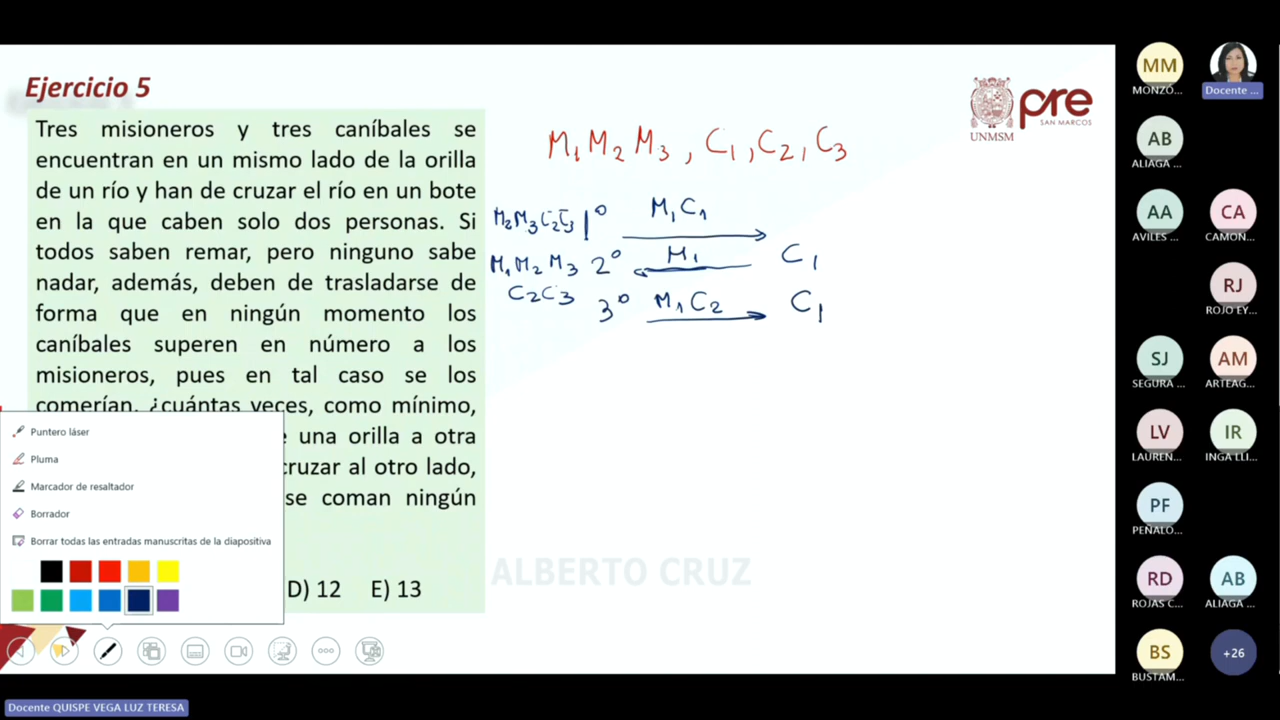 Ejercicio 5
Tres misioneros y tres caníbales se
encuentran en un mismo lado de la orilla
de un río y han de cruzar el río en un bote
en la que caben solo dos personas. Si
todos saben remar, pero ninguno sabe
nadar, además, deben de trasladarse de
forma que en ningún momento los
caníbales superen en número a los
misioneros, pues en tal caso se los
comerían, ¿cuántas veces, como mínimo,
una orilla a otra
cruzar al otro lado,
se coman ningún
D) 12 E) 13
Puntero láser
Pluma
Marcador de resaltador
Borrador
Borrar todas las entradas manuscritas de la diapositiva
M₁ M₂ M₃ , C₁ , C₂ , C₃
M₂ M₃ C₂ C₃ 1° M₁ C₁
M₁ M₂ M₃ 2° M₁ C₁
C₂ C₃ 3° M₁ C₂ C₁
UNMSM
pre
SAN MARCOS
ALBERTO CRUZ
MM
MONZÓ...
Docente ...
AB
ALIAGA ...
AA
AVILES ...
CA
CAMON...
RJ
ROJO EY...
SJ
SEGURA ...
AM
ARTEAG...
LV
LAUREN...
IR
INGA LLI...
PF
PEÑALO...
RD
ROJAS C...
AB
ALIAGA ...
BS
BUSTAM...
+26
Docente QUISPE VEGA LUZ TERESA